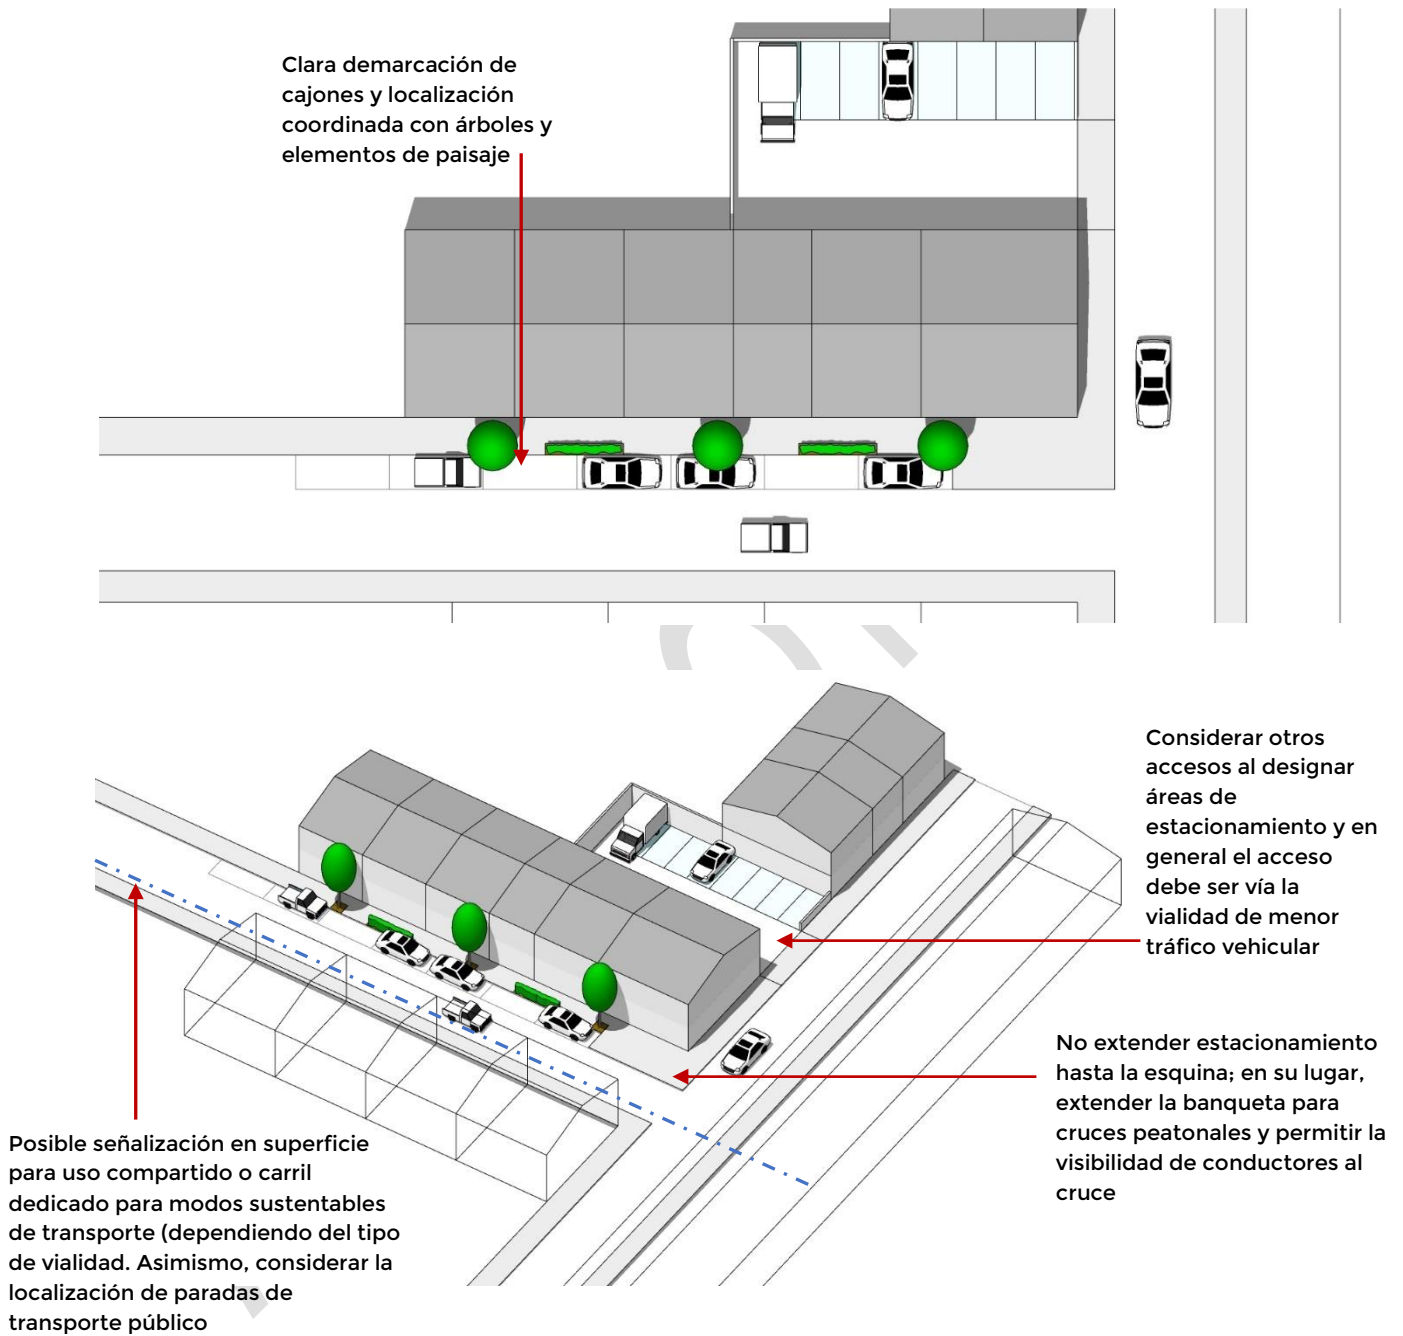 Clara demarcación de
cajones y localización
coordinada con árboles y
elementos de paisaje
Considerar otros
accesos al designar
áreas de
estacionamiento y en
general el acceso
debe ser vía la
vialidad de menor
tráfico vehicular
No extender estacionamiento
hasta la esquina; en su lugar,
extender la banqueta para
cruces peatonales y permitir la
visibilidad de conductores al
cruce
Posible señalización en superficie
para uso compartido o carril
dedicado para modos sustentables
de transporte (dependiendo del tipo
de vialidad. Asimismo, considerar la
localización de paradas de
transporte público